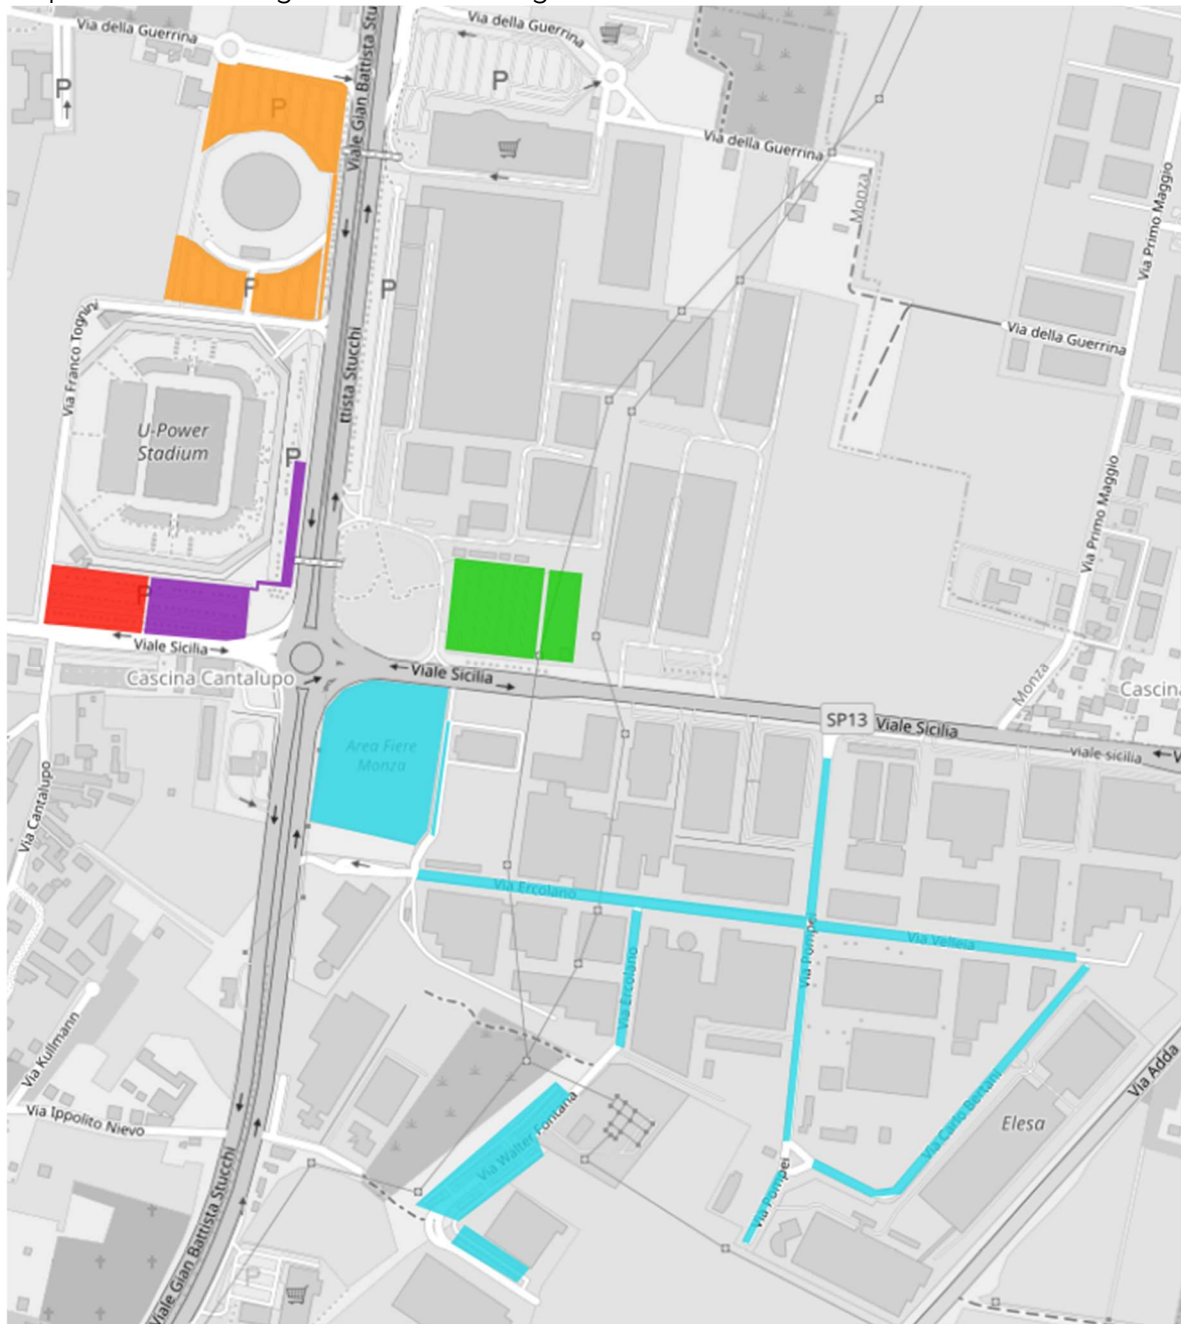 Via della Guerrina
Viale Gian Battista Stu
Via della Guerrina
P
P
P
Via della Guerrina
Monza
Via Primo Maggio
P
P
Via Franco Tognini
ttista Stucchi
Via della Guerrina
U-Power
Stadium
P
Via Primo Maggio
P
Viale Sicilia
Cascina Cantalupo
Viale Sicilia
Monza
Cascina
SP13
Viale Sicilia
viale sicilia
V
Area Fiere
Monza
Via Cantalupo
Via Ercolano
Via Pompei
Via Velleia
Via Ercolano
Via Kullmann
Via Ippolito Nievo
Via Walter Fontana
Via Carlo Bertani
Elesa
Via Adda
Via Pompei
Viale Gian Battista Stucchi